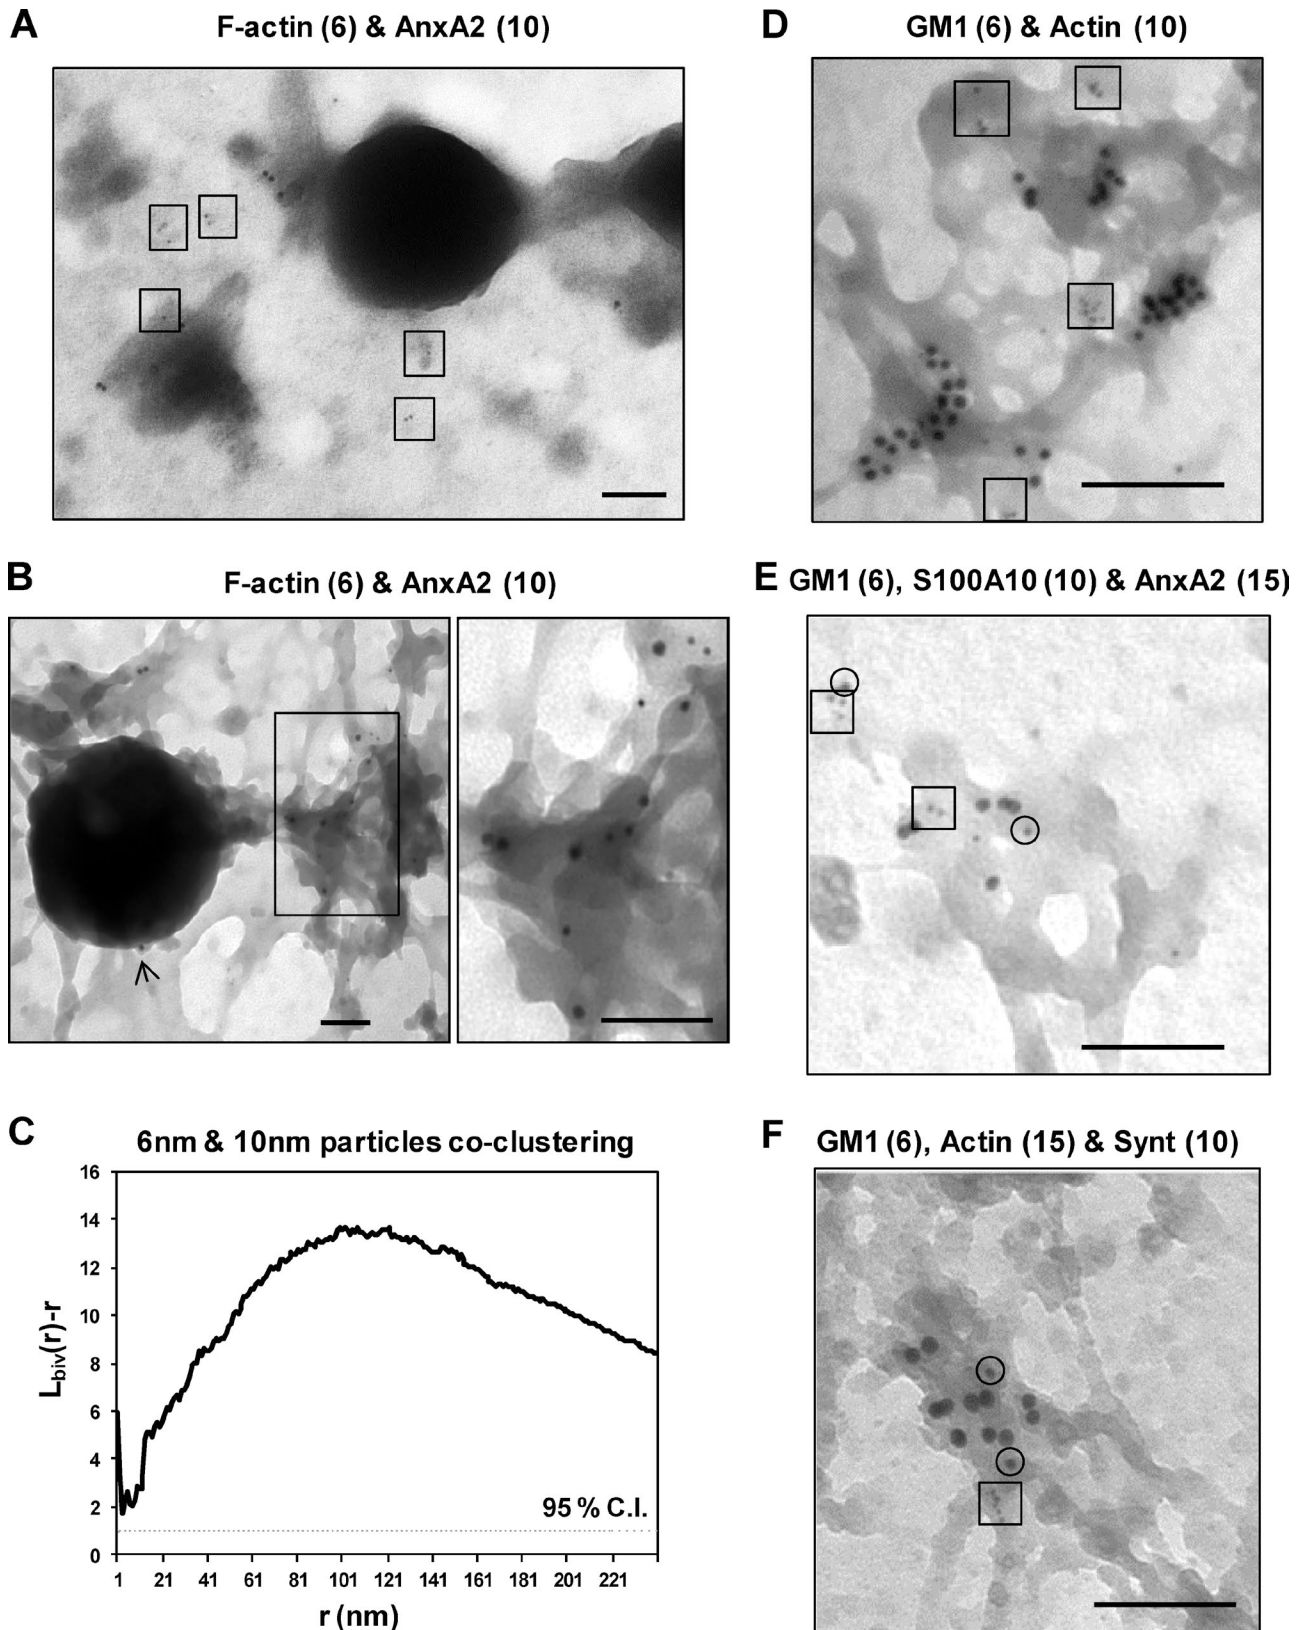 A F-actin (6) & AnxA2 (10)
B F-actin (6) & AnxA2 (10)
C 6nm & 10nm particles co-clustering
Lbiv(r)-r
16
14
12
10
8
6
4
2
0
95 % C.I.
1 21 41 61 81 101 121 141 161 181 201 221
r (nm)
D GM1 (6) & Actin (10)
E GM1 (6), S100A10 (10) & AnxA2 (15)
F GM1 (6), Actin (15) & Synt (10)